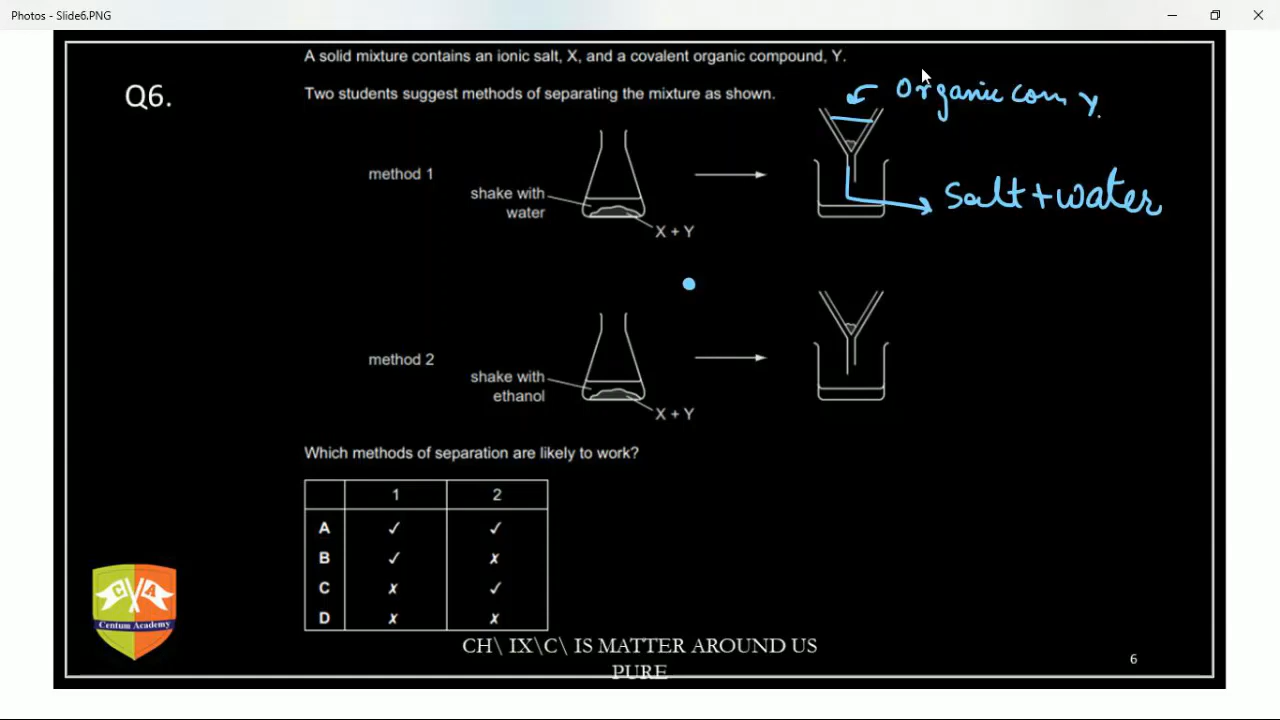 Photos - Slide6.PNG
A solid mixture contains an ionic salt, X, and a covalent organic compound, Y.
Q6.
Two students suggest methods of separating the mixture as shown.
Organic com Y.
method 1
shake with
water
X + Y
Salt+water
method 2
shake with
ethanol
X + Y
Which methods of separation are likely to work?
1 2
A ✓ ✓
B ✓ ✗
C ✗ ✓
D ✗ ✗
C A
Centum Academy
CH\ IX\C\ IS MATTER AROUND US
PURE
6